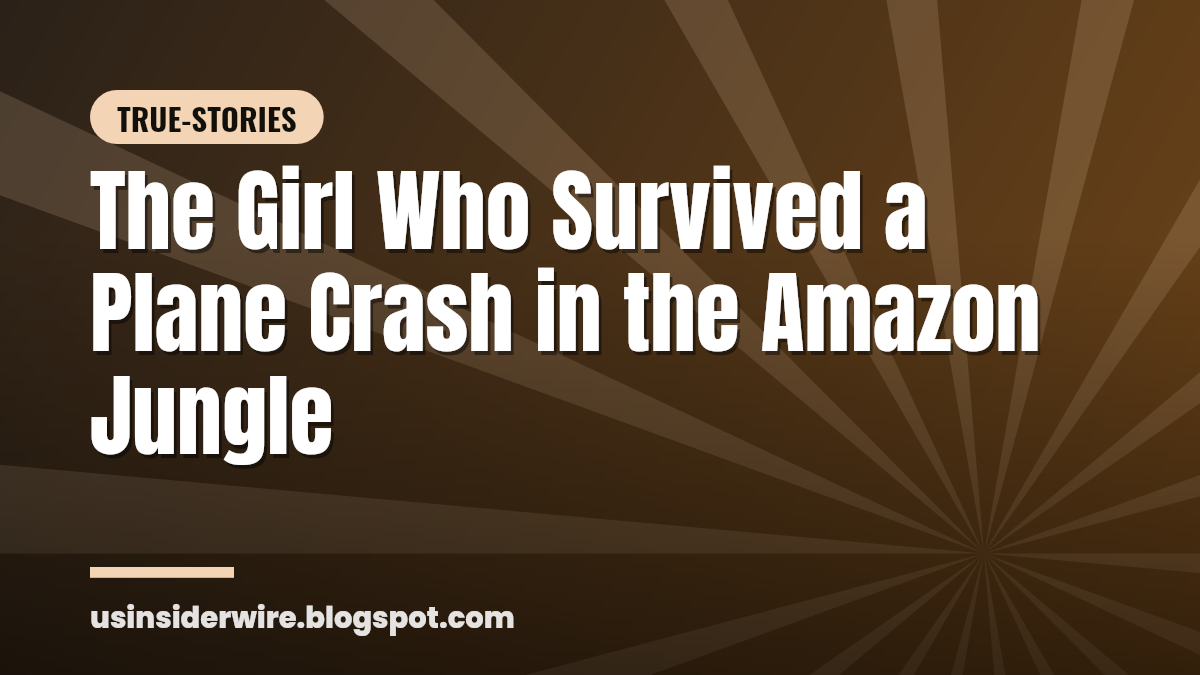 TRUE-STORIES
The Girl Who Survived a
Plane Crash in the Amazon
Jungle
usinsiderwire.blogspot.com